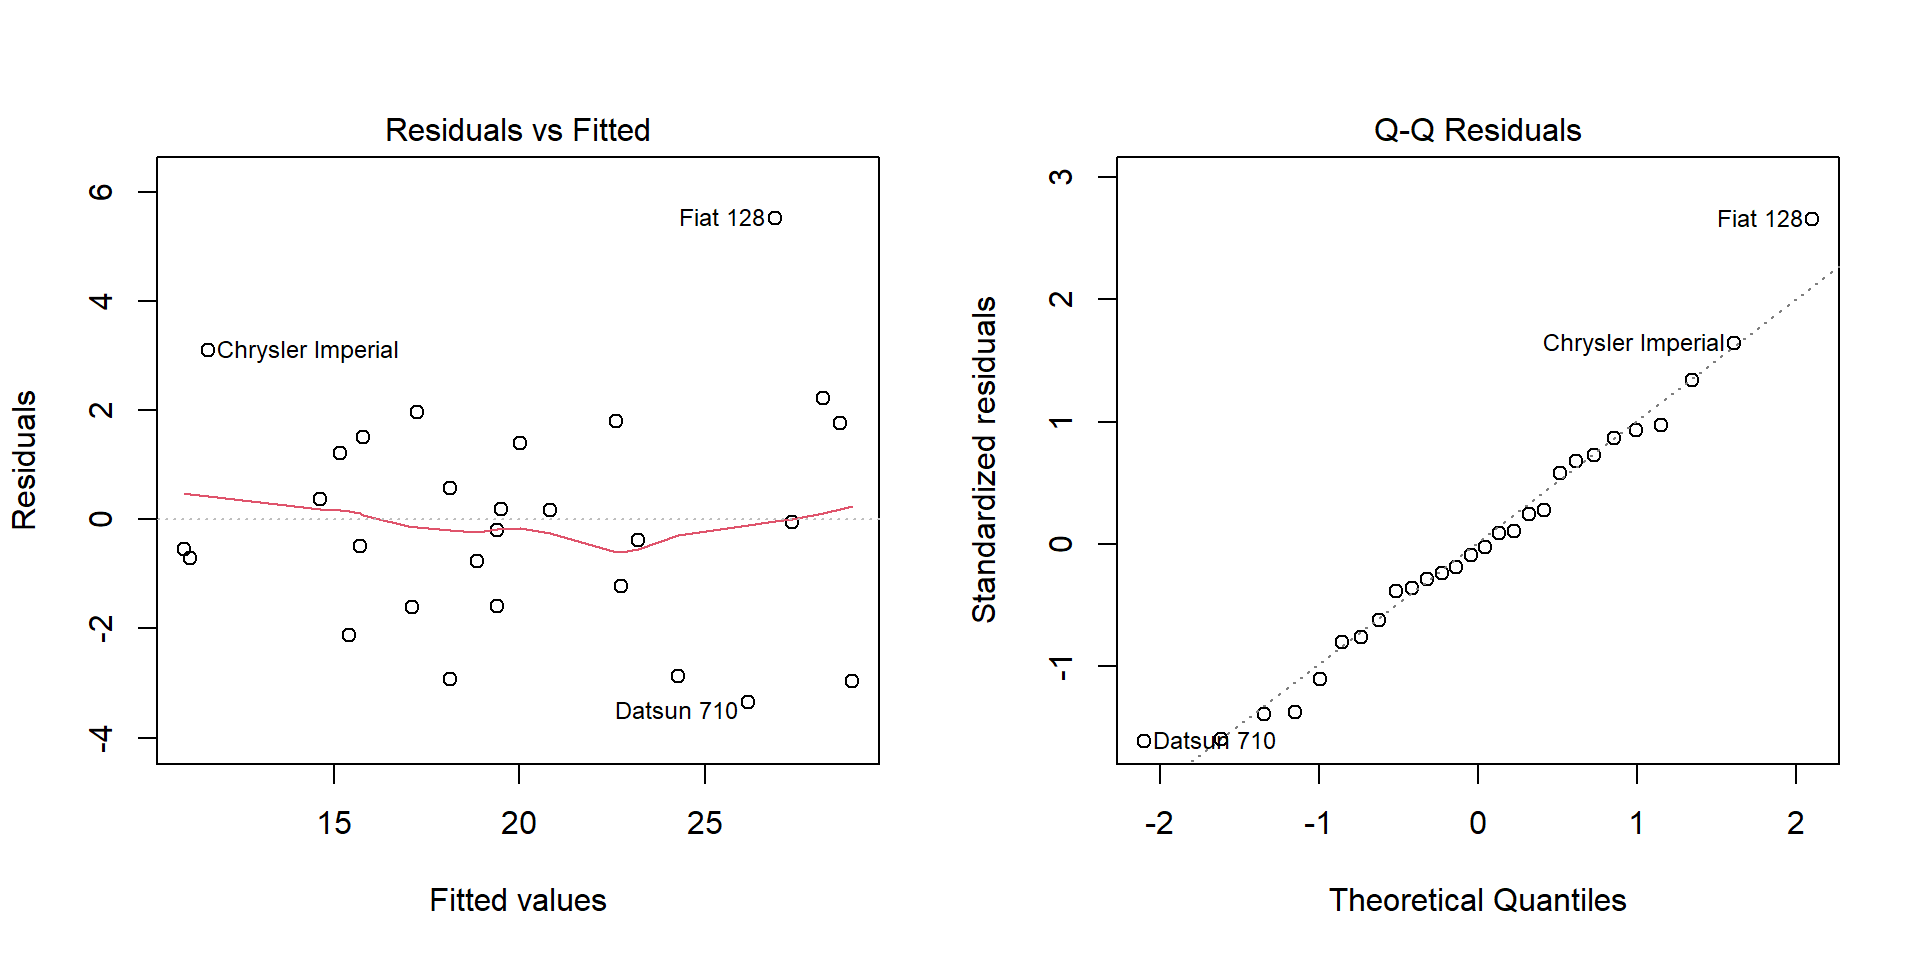 Residuals vs Fitted
Residuals
6
4
2
0
-2
-4
Fiat 128
Chrysler Imperial
Datsun 710
15 20 25
Fitted values
Q-Q Residuals
Standardized residuals
3
2
1
0
-1
Fiat 128
Chrysler Imperial
Datsun 710
-2 -1 0 1 2
Theoretical Quantiles